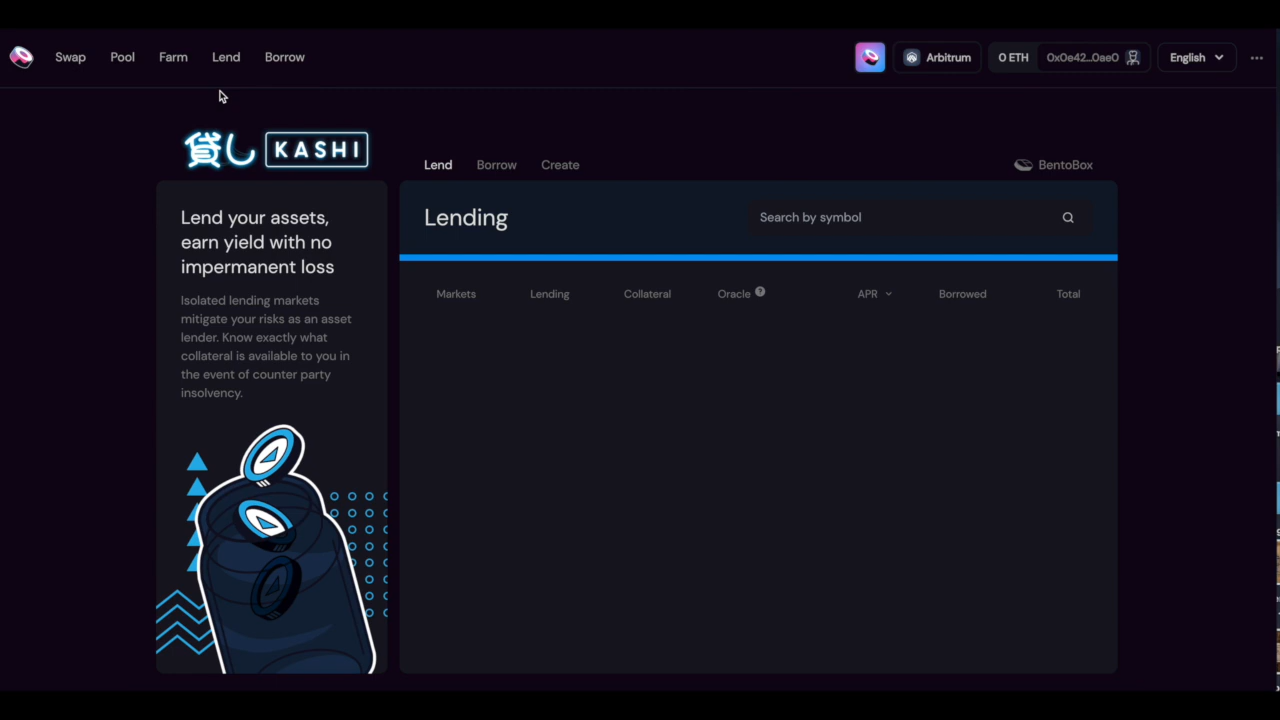 Swap Pool Farm Lend Borrow
Arbitrum 0 ETH 0x0e42...0ae0 English
貸し KASHI
Lend Borrow Create BentoBox
Lend your assets,
earn yield with no
impermanent loss
Isolated lending markets
mitigate your risks as an asset
lender. Know exactly what
collateral is available to you in
the event of counter party
insolvency.
Lending Search by symbol
Markets Lending Collateral Oracle APR Borrowed Total